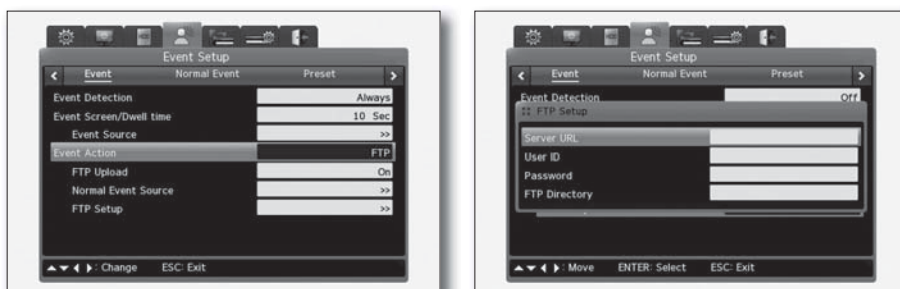 Event Setup
Event Normal Event Preset
Event Detection Always
Event Screen/Dwell time 10 Sec
Event Source >>
Event Action FTP
FTP Upload On
Normal Event Source >>
FTP Setup >>
▲▼◀ ▶: Change ESC: Exit
Event Setup
Event Normal Event Preset
Event Detection Off
FTP Setup
Server URL
User ID
Password
FTP Directory
▲▼◀ ▶: Move ENTER: Select ESC: Exit